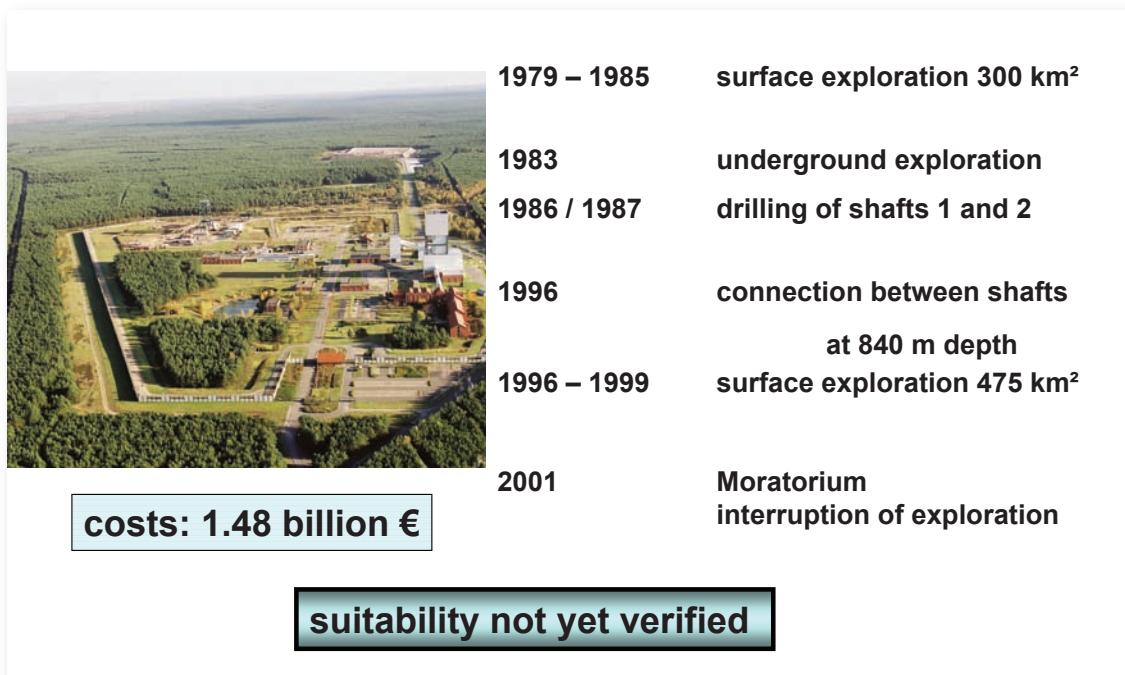 1979 – 1985 surface exploration 300 km²
1983 underground exploration
1986 / 1987 drilling of shafts 1 and 2
1996 connection between shafts
at 840 m depth
1996 – 1999 surface exploration 475 km²
2001 Moratorium
interruption of exploration
costs: 1.48 billion €
suitability not yet verified